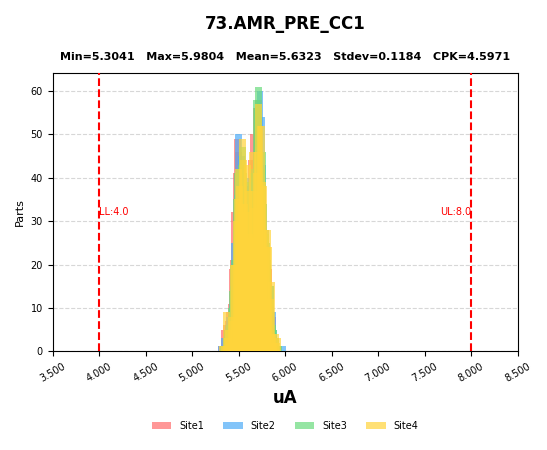 73.AMR_PRE_CC1
Min=5.3041 Max=5.9804 Mean=5.6323 Stdev=0.1184 CPK=4.5971
60
50
40
30
20
10
0
Parts
LL:4.0
UL:8.0
3.500 4.000 4.500 5.000 5.500 6.000 6.500 7.000 7.500 8.000 8.500
uA
Site1 Site2 Site3 Site4